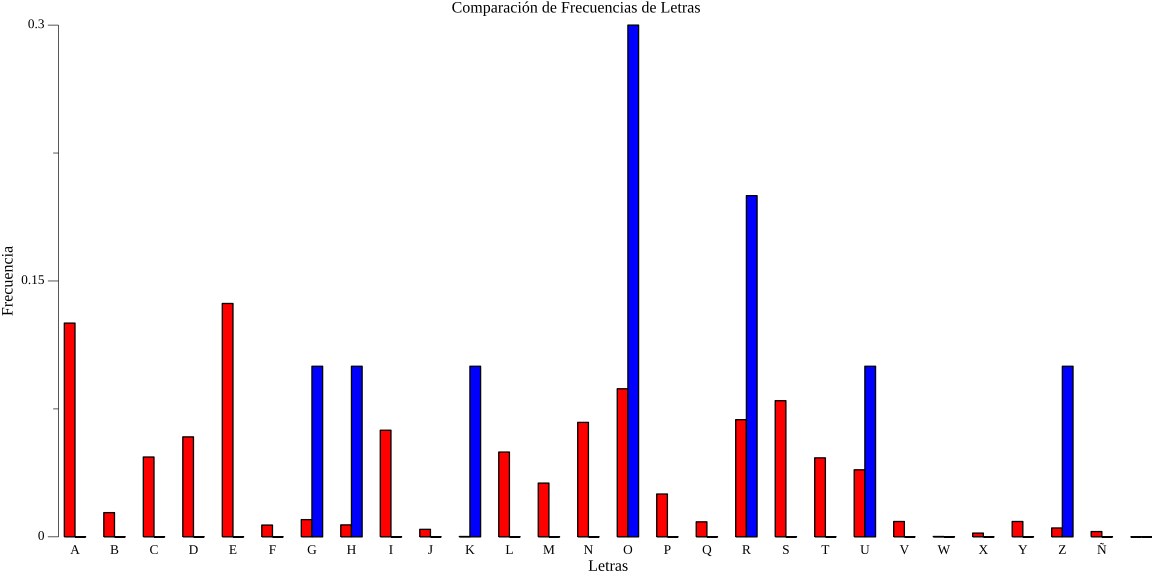 Comparación de Frecuencias de Letras
0.3
0.15
0
Frecuencia
A B C D E F G H I J K L M N O P Q R S T U V W X Y Z Ñ
Letras